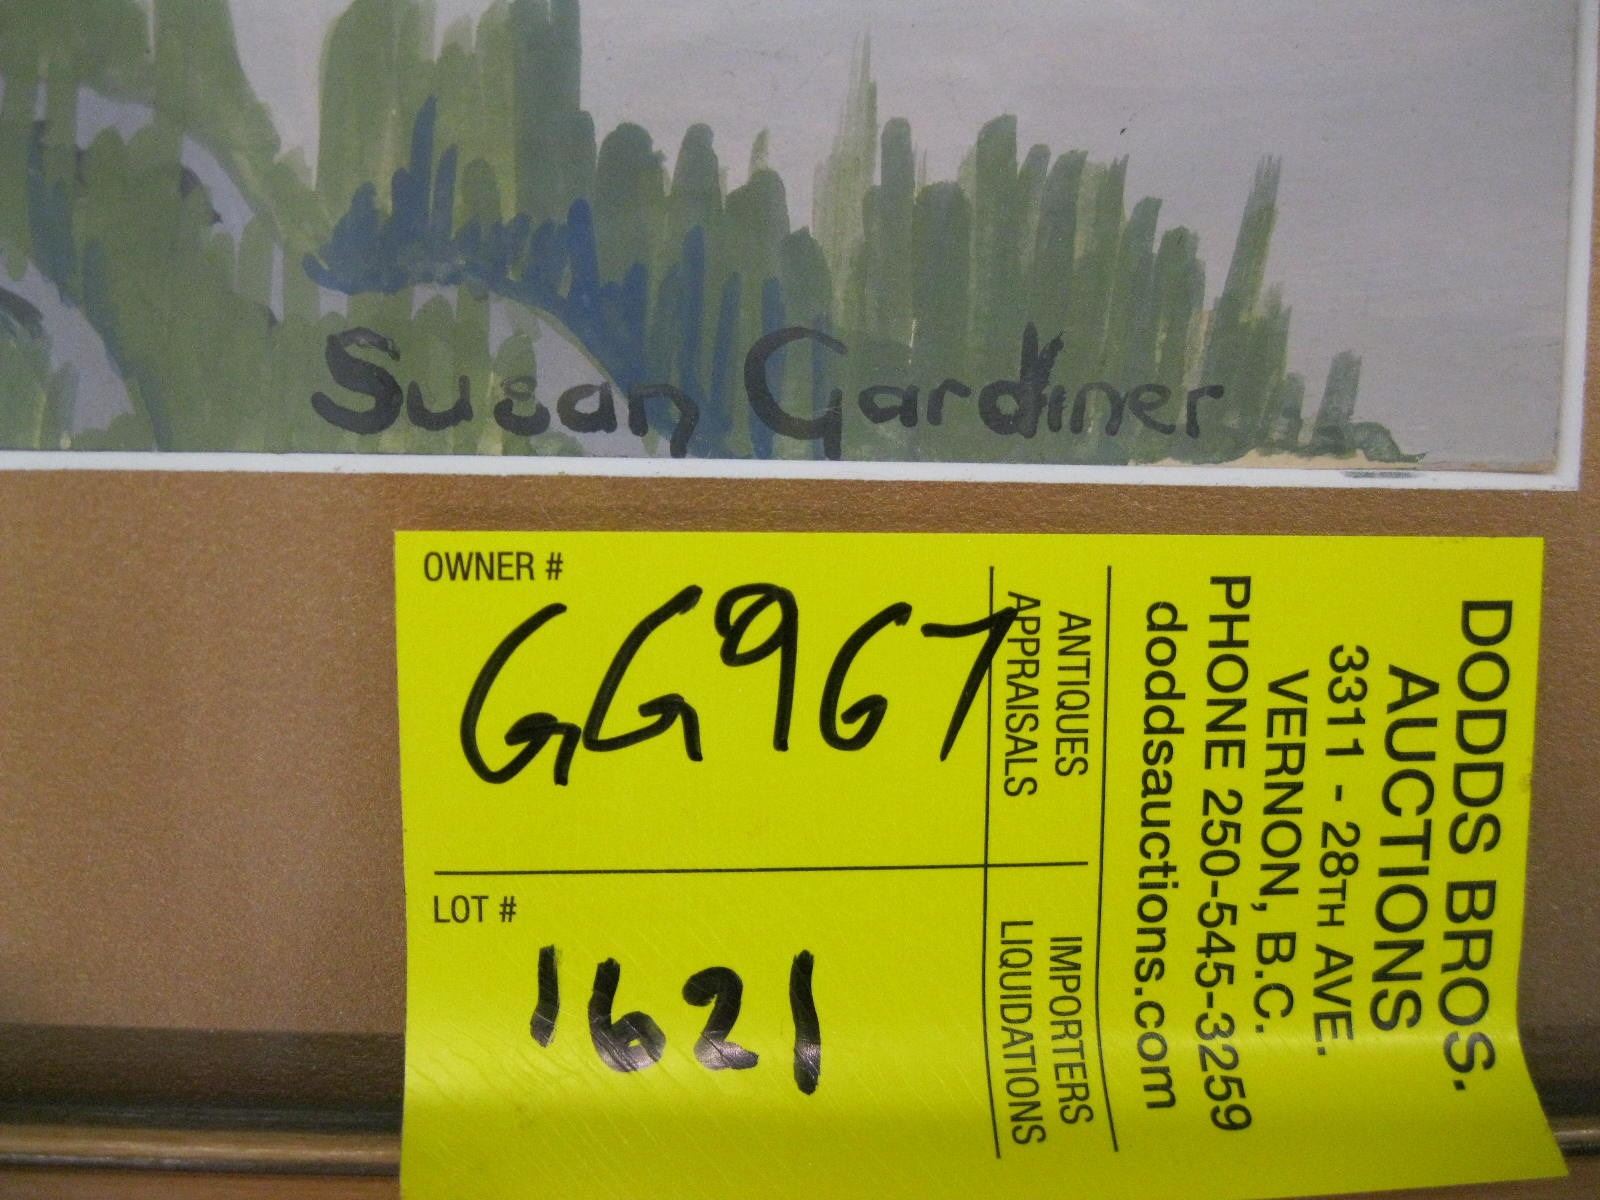 Susan Gardiner
OWNER #
GG967
LOT #
1621
ANTIQUES
APPRAISALS
IMPORTERS
LIQUIDATIONS
DODDS BROS.
AUCTIONS
3311 - 28TH AVE.
VERNON, B.C.
PHONE 250-545-3259
doddsauctions.com